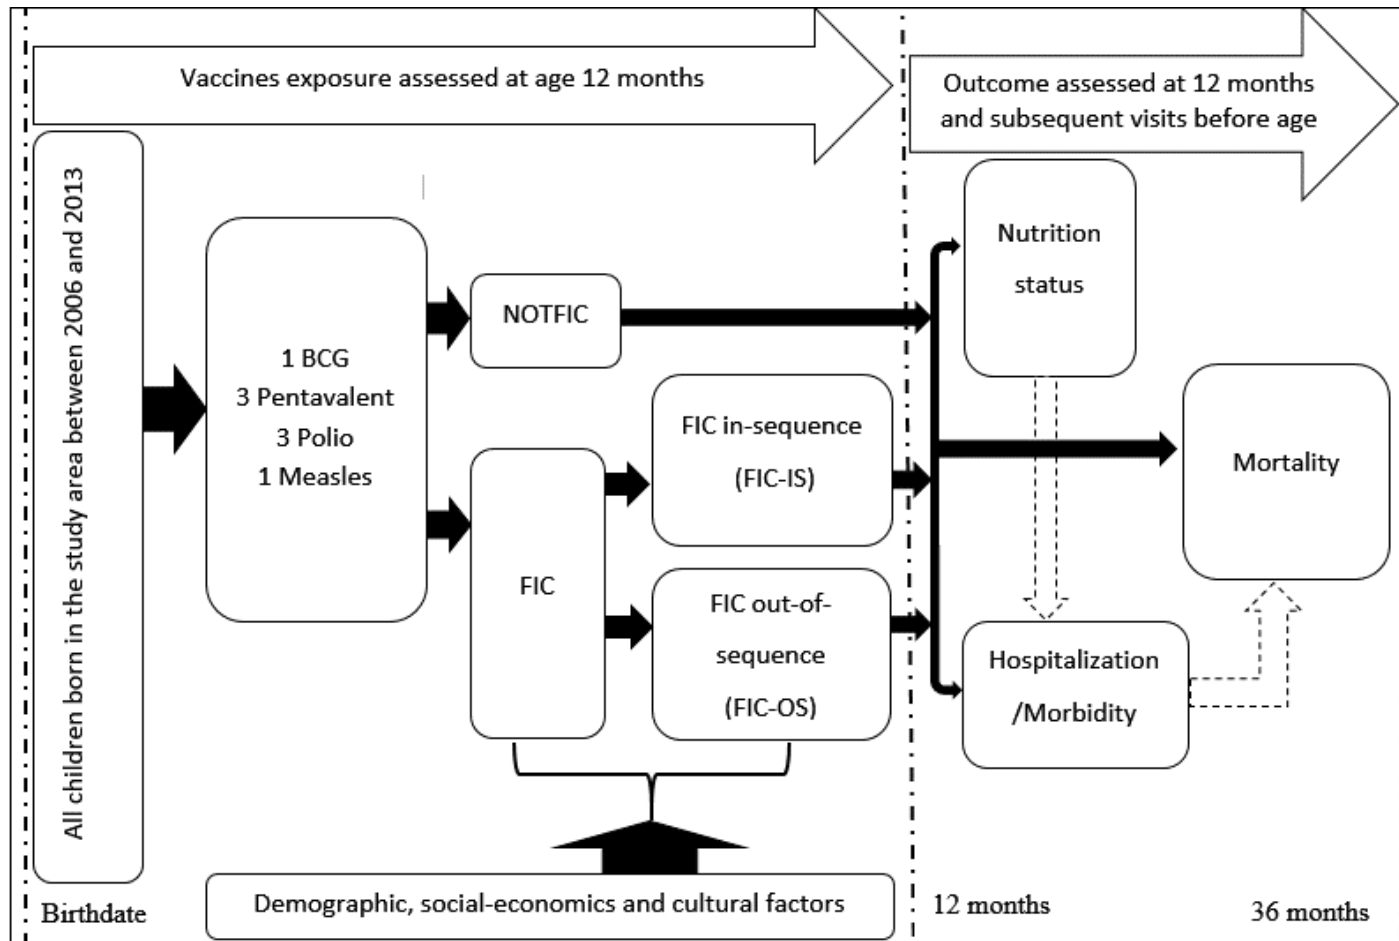 Vaccines exposure assessed at age 12 months
Outcome assessed at 12 months
and subsequent visits before age
All children born in the study area between 2006 and 2013
1 BCG
3 Pentavalent
3 Polio
1 Measles
NOTFIC
FIC
FIC in-sequence
(FIC-IS)
FIC out-of-
sequence
(FIC-OS)
Nutrition
status
Mortality
Hospitalization
/Morbidity
Demographic, social-economics and cultural factors
Birthdate
12 months
36 months